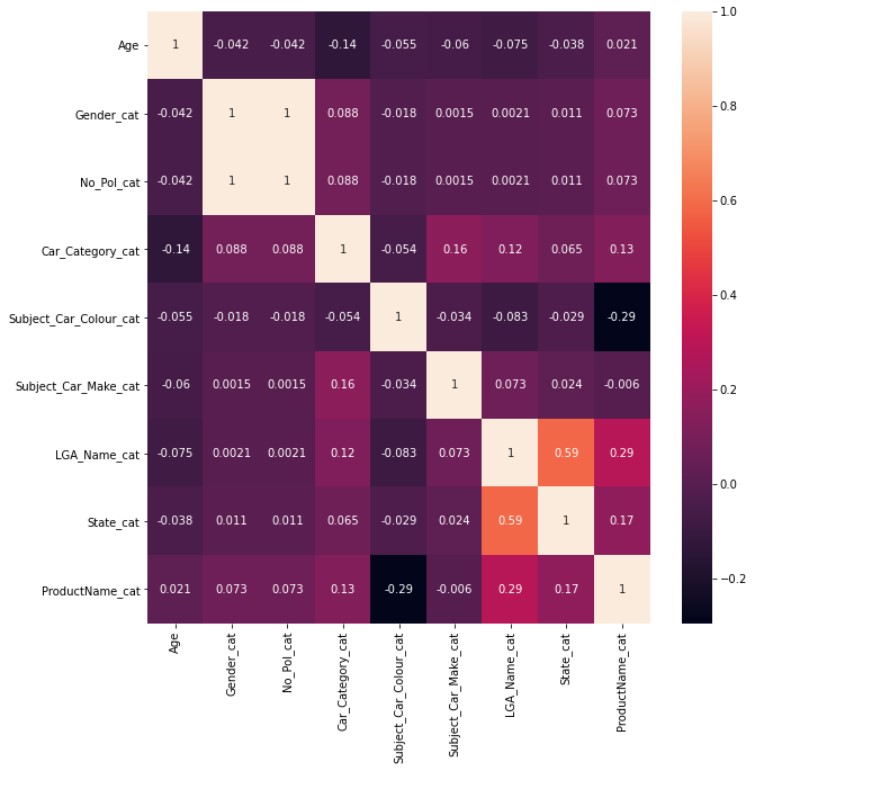 1.0
Age 1 -0.042 -0.042 -0.14 -0.055 -0.06 -0.075 -0.038 0.021
0.8
Gender_cat -0.042 1 1 0.088 -0.018 0.0015 0.0021 0.011 0.073
No_Pol_cat -0.042 1 1 0.088 -0.018 0.0015 0.0021 0.011 0.073
0.6
Car_Category_cat -0.14 0.088 0.088 1 -0.054 0.16 0.12 0.065 0.13
0.4
Subject_Car_Colour_cat -0.055 -0.018 -0.018 -0.054 1 -0.034 -0.083 -0.029 -0.29
Subject_Car_Make_cat -0.06 0.0015 0.0015 0.16 -0.034 1 0.073 0.024 -0.006
0.2
LGA_Name_cat -0.075 0.0021 0.0021 0.12 -0.083 0.073 1 0.59 0.29
0.0
State_cat -0.038 0.011 0.011 0.065 -0.029 0.024 0.59 1 0.17
−0.2
ProductName_cat 0.021 0.073 0.073 0.13 -0.29 -0.006 0.29 0.17 1
Age
Gender_cat
No_Pol_cat
Car_Category_cat
Subject_Car_Colour_cat
Subject_Car_Make_cat
LGA_Name_cat
State_cat
ProductName_cat